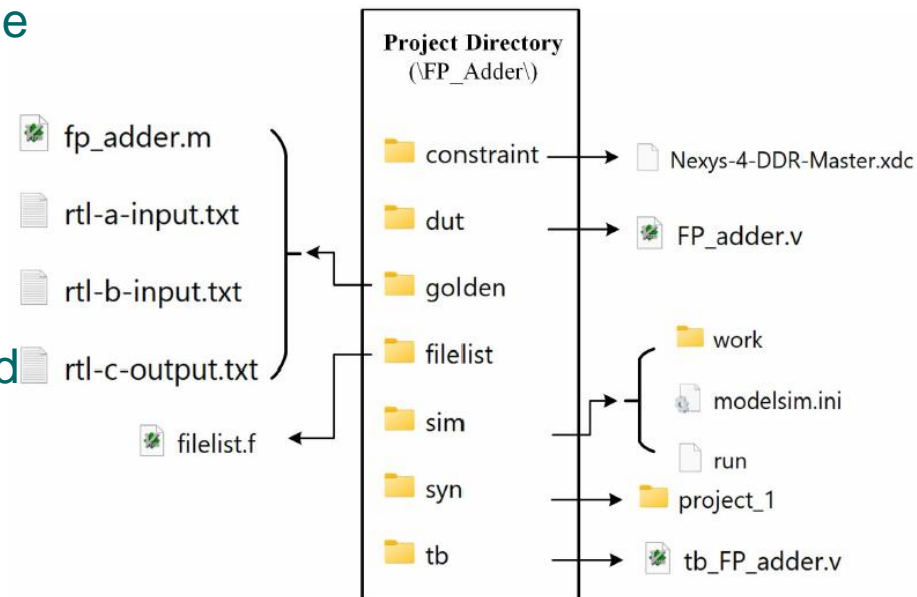 e
Project Directory
(\FP_Adder\)
fp_adder.m
rtl-a-input.txt
rtl-b-input.txt
rtl-c-output.txt
d
filelist.f
constraint
dut
golden
filelist
sim
syn
tb
Nexys-4-DDR-Master.xdc
FP_adder.v
work
modelsim.ini
run
project_1
tb_FP_adder.v